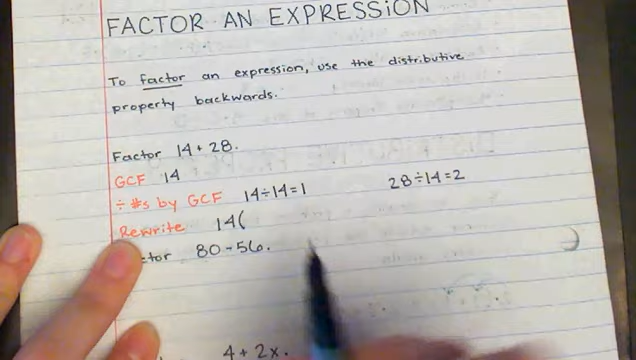 FACTOR AN EXPRESSION
To factor an expression, use the distributive
property backwards.
Factor 14 + 28.
GCF 14
÷ #s by GCF 14÷14=1 28÷14=2
Rewrite 14(
80 - 56.
4 + 2x.